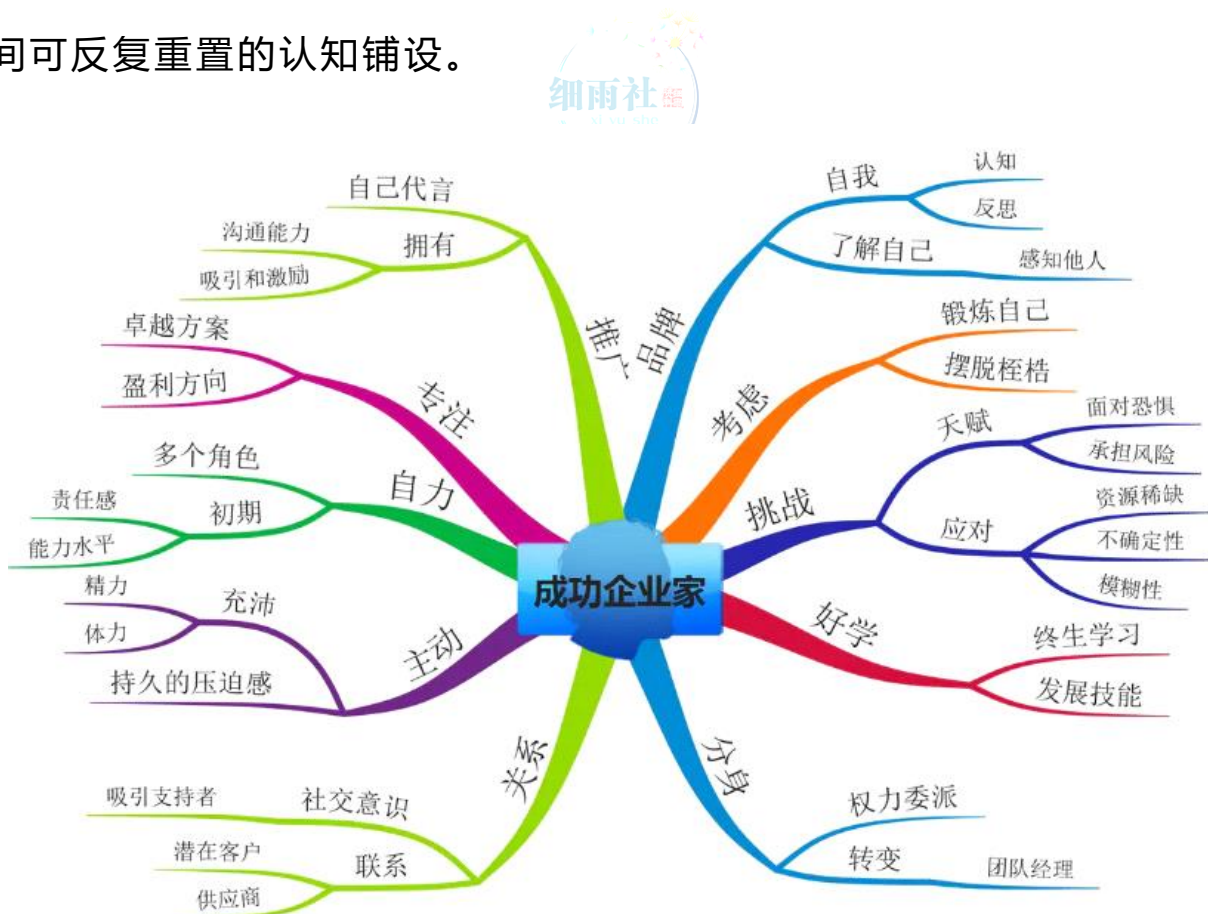 间可反复重置的认知铺设。
细雨社
xi yu she
成功企业家
品牌
自我
认知
反思
了解自己
感知他人
考虑
锻炼自己
摆脱桎梏
挑战
天赋
面对恐惧
承担风险
应对
资源稀缺
不确定性
模糊性
好学
终生学习
发展技能
分身
权力委派
转变
团队经理
关系
社交意识
吸引支持者
联系
潜在客户
供应商
主动
充沛
精力
体力
持久的压迫感
自力
多个角色
初期
责任感
能力水平
专注
卓越方案
盈利方向
推广
自己代言
拥有
沟通能力
吸引和激励